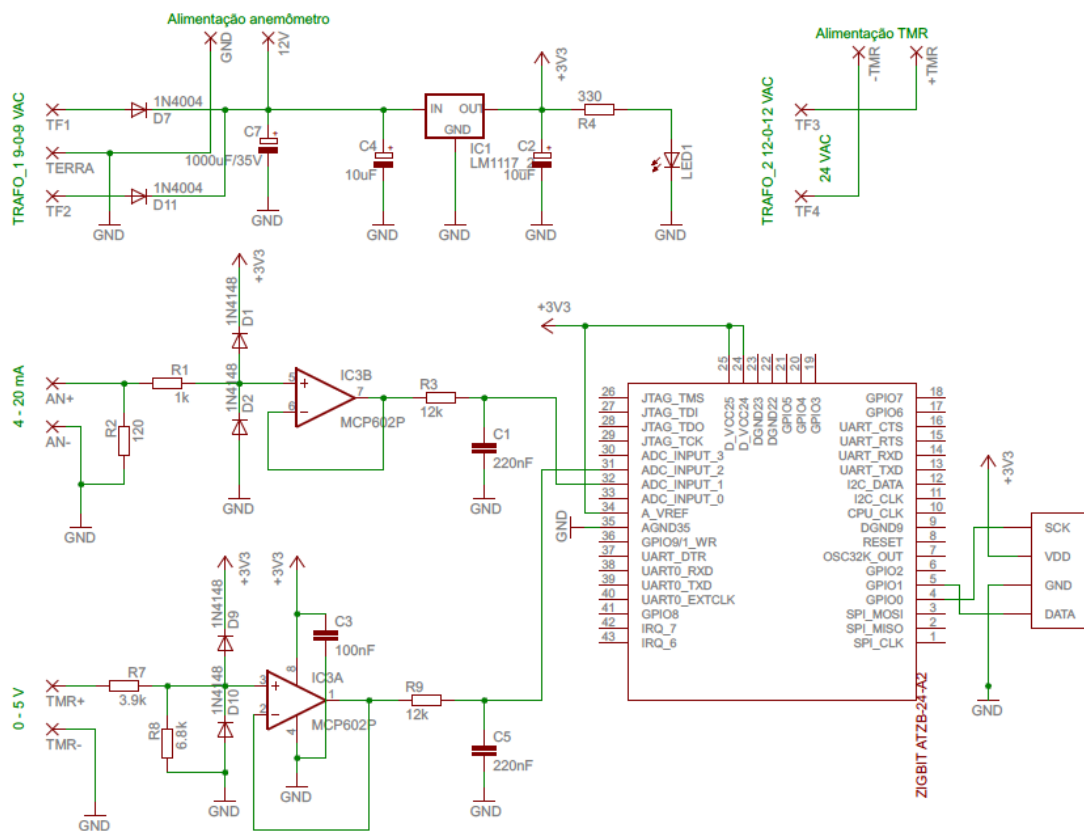 Alimentação anemômetro
GND
12V
+3V3
TRAFO_1 9-0-9 VAC
TF1
1N4004
D7
TERRA
1N4004
TF2
D11
GND
C7
1000uF/35V
GND
C4
10uF
GND
IN
OUT
GND
IC1
LM1117_2
GND
C2
10uF
GND
330
R4
LED1
GND
Alimentação TMR
-TMR
+TMR
TRAFO_2 12-0-12 VAC
TF3
24 VAC
TF4
4 - 20 mA
AN+
AN-
R1
1k
R2
120
GND
+3V3
1N4148
D1
1N4148
D2
GND
5
6
7
IC3B
MCP602P
R3
12k
C1
220nF
GND
0 - 5 V
TMR+
TMR-
GND
R7
3.9k
R8
6.8k
+3V3
1N4148
D9
1N4148
D10
GND
+3V3
C3
100nF
8
3
2
1
4
IC3A
MCP602P
GND
R9
12k
C5
220nF
GND
+3V3
25
24
23
22
21
20
19
D_VCC25
D_VCC24
DGND23
DGND22
GPIO5
GPIO4
GPIO3
26 JTAG_TMS
27 JTAG_TDI
28 JTAG_TDO
29 JTAG_TCK
30 ADC_INPUT_3
31 ADC_INPUT_2
32 ADC_INPUT_1
33 ADC_INPUT_0
34 A_VREF
35 AGND35
36 GPIO9/1_WR
37 UART_DTR
38 UART0_RXD
39 UART0_TXD
40 UART0_EXTCLK
41 GPIO8
42 IRQ_7
43 IRQ_6
GND
GPIO7 18
GPIO6 17
UART_CTS 16
UART_RTS 15
UART_RXD 14
UART_TXD 13
I2C_DATA 12
I2C_CLK 11
CPU_CLK 10
DGND9 9
RESET 8
OSC32K_OUT 7
GPIO2 6
GPIO1 5
GPIO0 4
SPI_MOSI 3
SPI_MISO 2
SPI_CLK 1
ZIGBIT ATZB-24-A2
+3V3
GND
SCK
VDD
GND
DATA